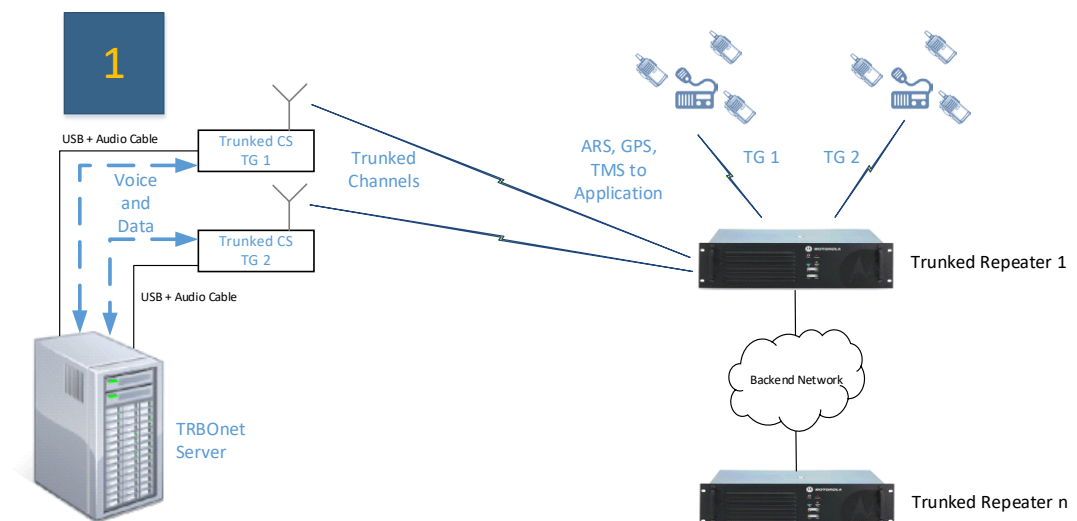 1
USB + Audio Cable
Trunked CS
TG 1
Voice
and
Data
Trunked CS
TG 2
USB + Audio Cable
TRBOnet
Server
Trunked
Channels
ARS, GPS,
TMS to
Application
TG 1
TG 2
MOTOROLA
Trunked Repeater 1
Backend Network
MOTOROLA
Trunked Repeater n